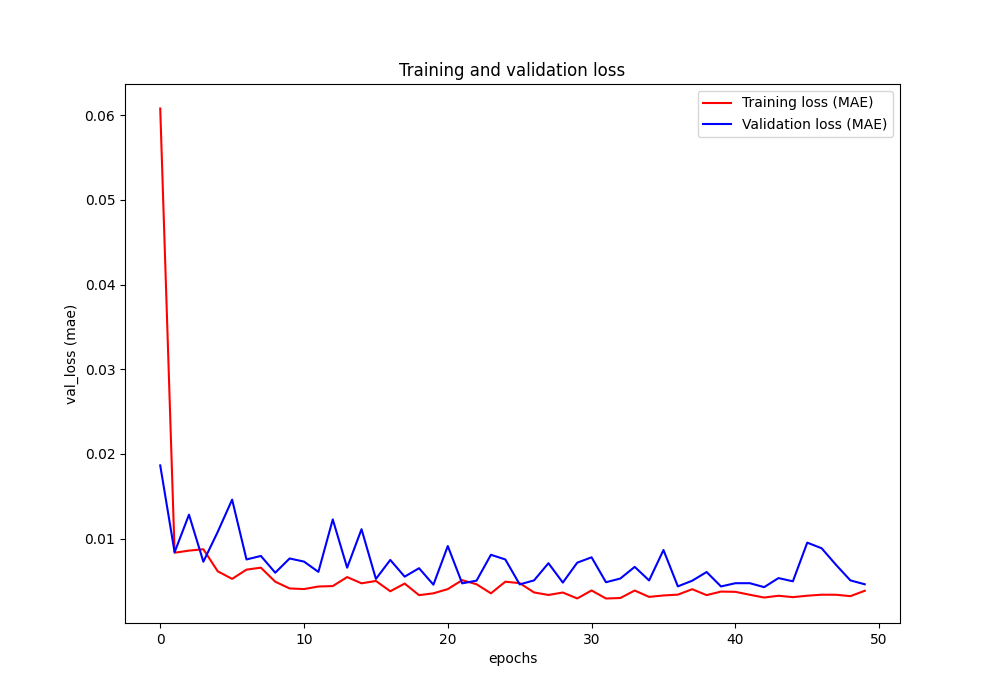 Training and validation loss
Training loss (MAE)
Validation loss (MAE)
0.06
0.05
0.04
0.03
0.02
0.01
val_loss (mae)
0 10 20 30 40 50
epochs